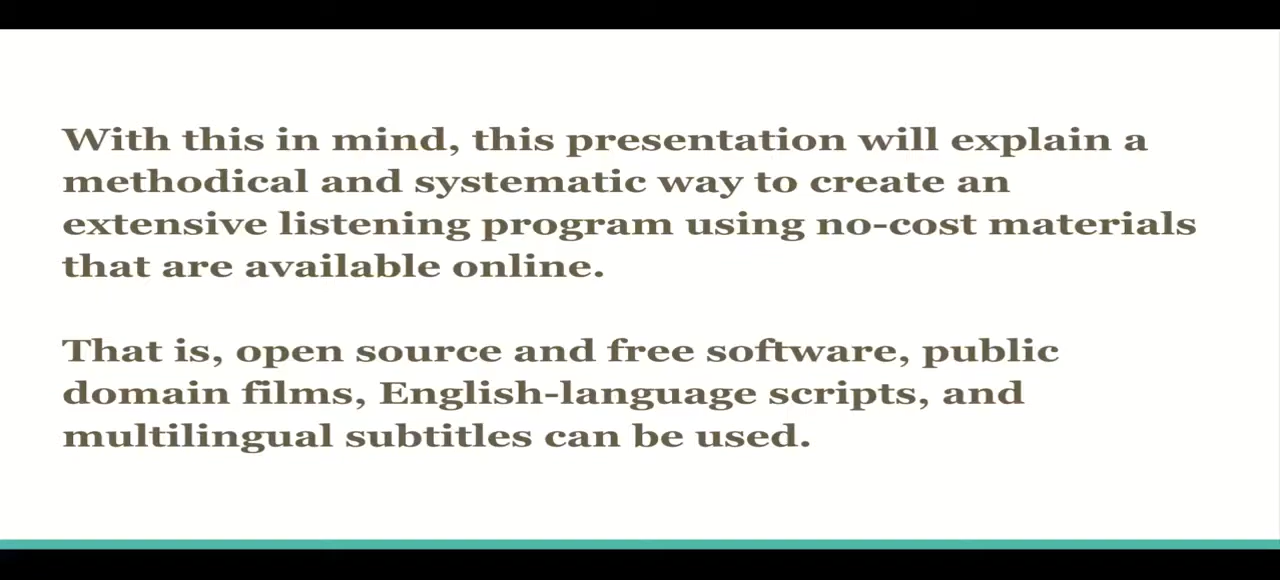 With this in mind, this presentation will explain a
methodical and systematic way to create an
extensive listening program using no-cost materials
that are available online.
That is, open source and free software, public
domain films, English-language scripts, and
multilingual subtitles can be used.